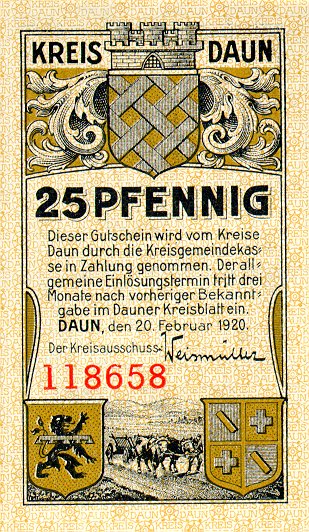 KREIS DAUN
25 PFENNIG
Dieser Gutschein wird vom Kreise
Daun durch die Kreisgemeindekas=
se in Zahlung genommen. Der all=
gemeine Einlösungstermin tritt drei
Monate nach vorheriger Bekannt=
gabe im Dauner Kreisblatt ein.
DAUN, den 20. Februar 1920.
Der Kreisausschuss: Weismüller
118658